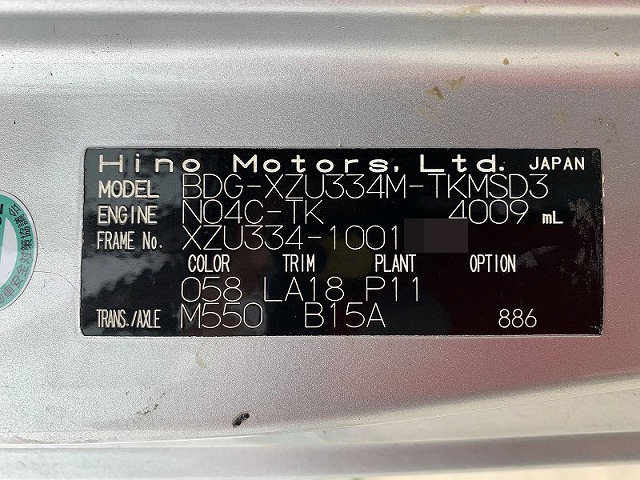 Hino Motors, Ltd. JAPAN
MODEL BDG-XZU334M-TKMSD3
ENGINE N04C-TK 4009 mL
FRAME No. XZU334-1001
COLOR TRIM PLANT OPTION
058 LA18 P11
TRANS./AXLE M550 B15A 886